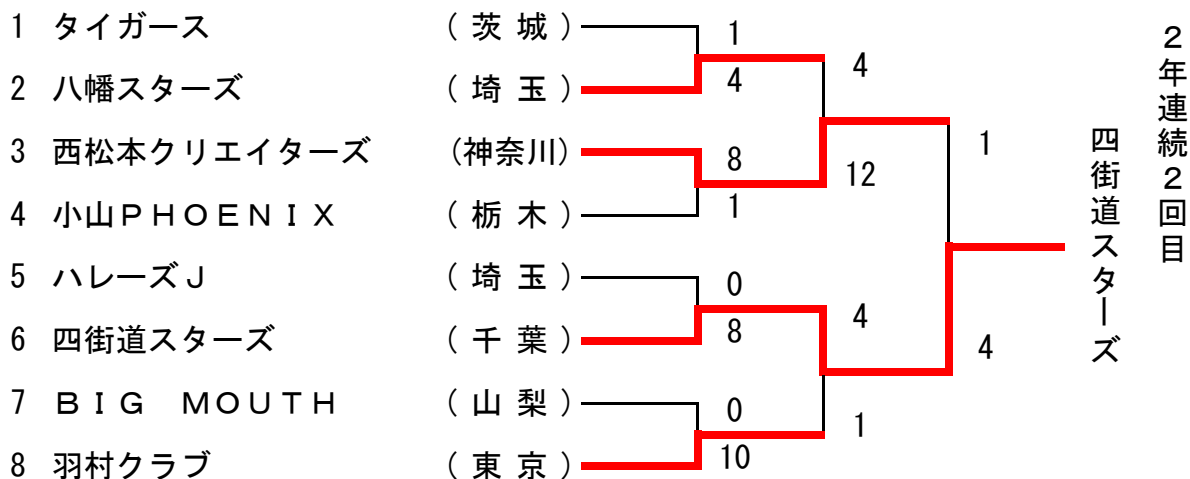 1 タイガース (茨城)
2 八幡スターズ (埼玉)
3 西松本クリエイターズ (神奈川)
4 小山ＰＨＯＥＮＩＸ (栃木)
5 ハレーズＪ (埼玉)
6 四街道スターズ (千葉)
7 ＢＩＧ　ＭＯＵＴＨ (山梨)
8 羽村クラブ (東京)
1
4
8
1
0
8
0
10
4
12
4
1
1
4
２年連続２回目
四街道スターズ